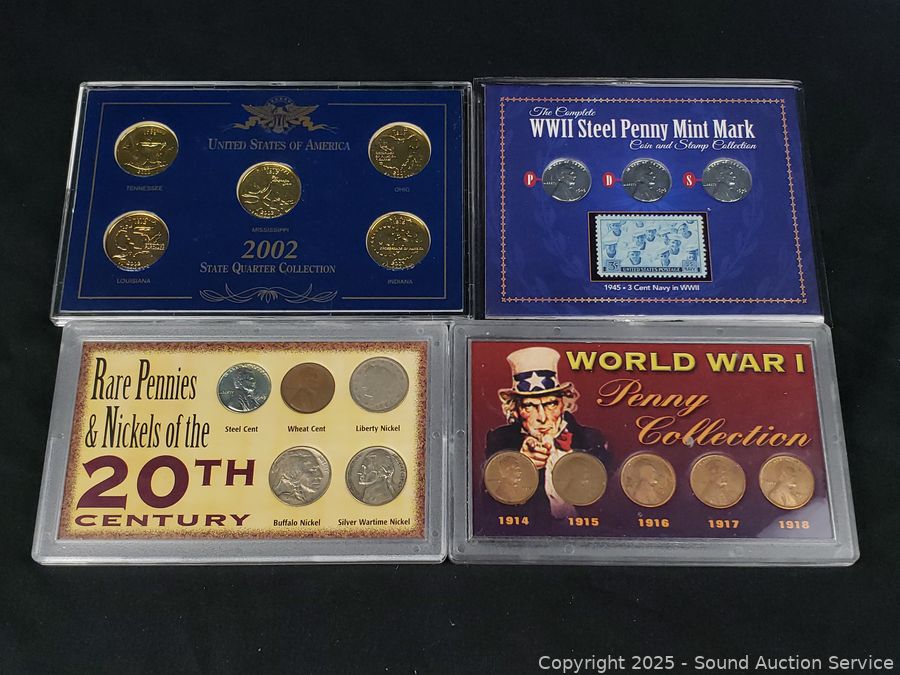 UNITED STATES OF AMERICA
TENNESSEE
OHIO
MISSISSIPPI
LOUISIANA
INDIANA
2002
STATE QUARTER COLLECTION
The Complete
WWII Steel Penny Mint Mark
Coin and Stamp Collection
P
D
S
UNITED STATES POSTAGE
1945 • 3 Cent Navy in WWII
Rare Pennies
& Nickels of the
20TH
CENTURY
Steel Cent
Wheat Cent
Liberty Nickel
Buffalo Nickel
Silver Wartime Nickel
WORLD WAR I
Penny
Collection
1914
1915
1916
1917
1918
Copyright 2025 - Sound Auction Service